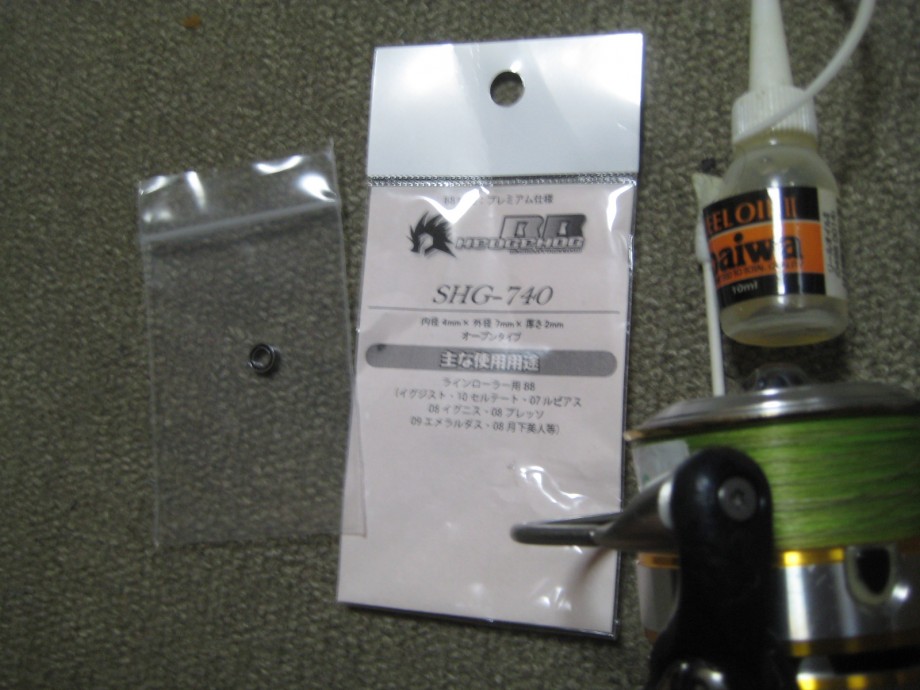 プレミアム仕様
BB
HEDGEHOG
SHG-740
内径4mm×外径7mm×厚さ2mm
オープンタイプ
主な使用用途
ラインローラー用BB
(イグジスト・10セルテート・07ルビアス
08イグニス・08プレッソ
09エメラルダス・08月下美人等)
EELOIL II
Daiwa
10ml